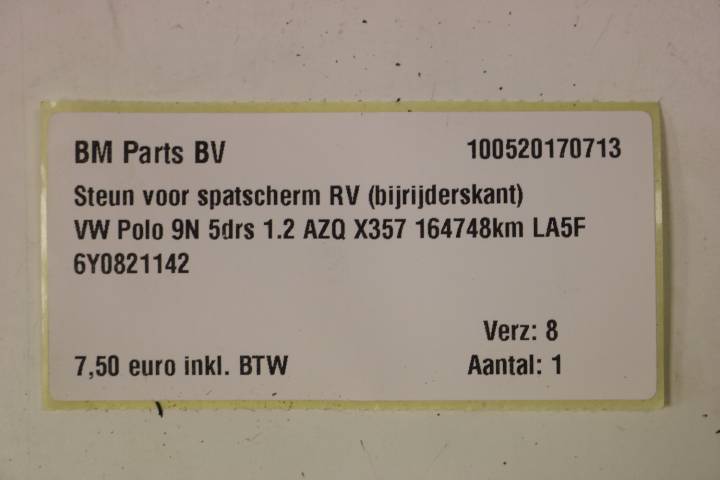 BM Parts BV 100520170713
Steun voor spatscherm RV (bijrijderskant)
VW Polo 9N 5drs 1.2 AZQ X357 164748km LA5F
6Y0821142
Verz: 8
7,50 euro inkl. BTW Aantal: 1